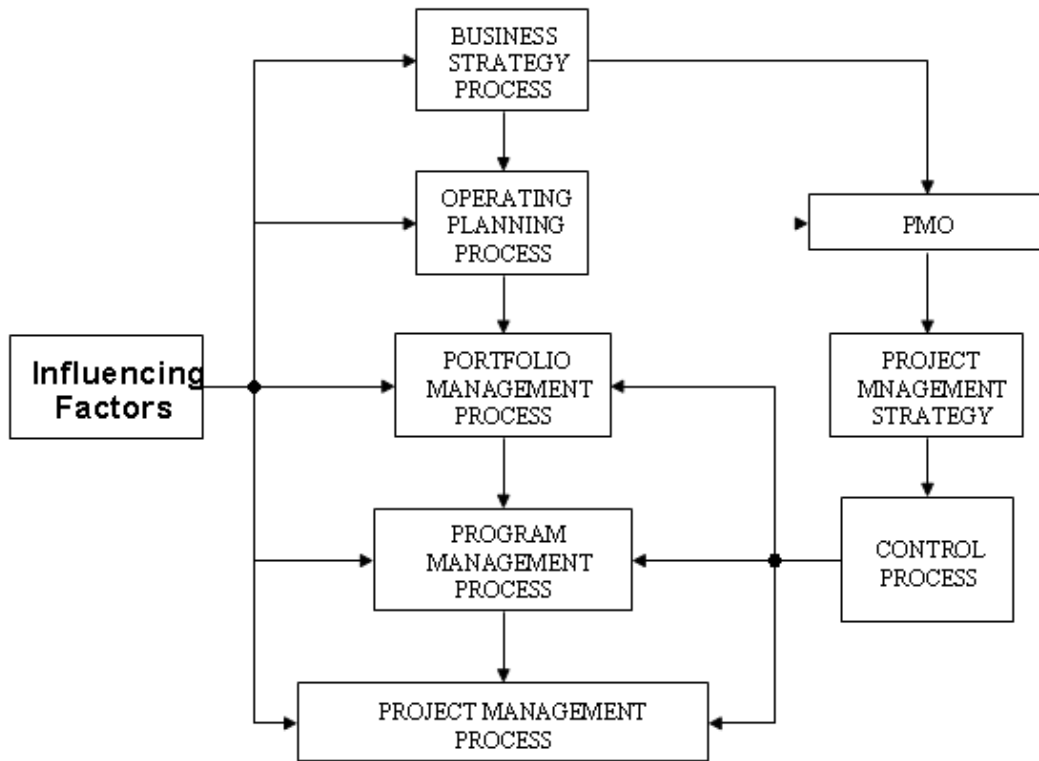 BUSINESS
STRATEGY
PROCESS
OPERATING
PLANNING
PROCESS
PMO
Influencing
Factors
PORTFOLIO
MANAGEMENT
PROCESS
PROJECT
MNAGEMENT
STRATEGY
PROGRAM
MANAGEMENT
PROCESS
CONTROL
PROCESS
PROJECT MANAGEMENT
PROCESS